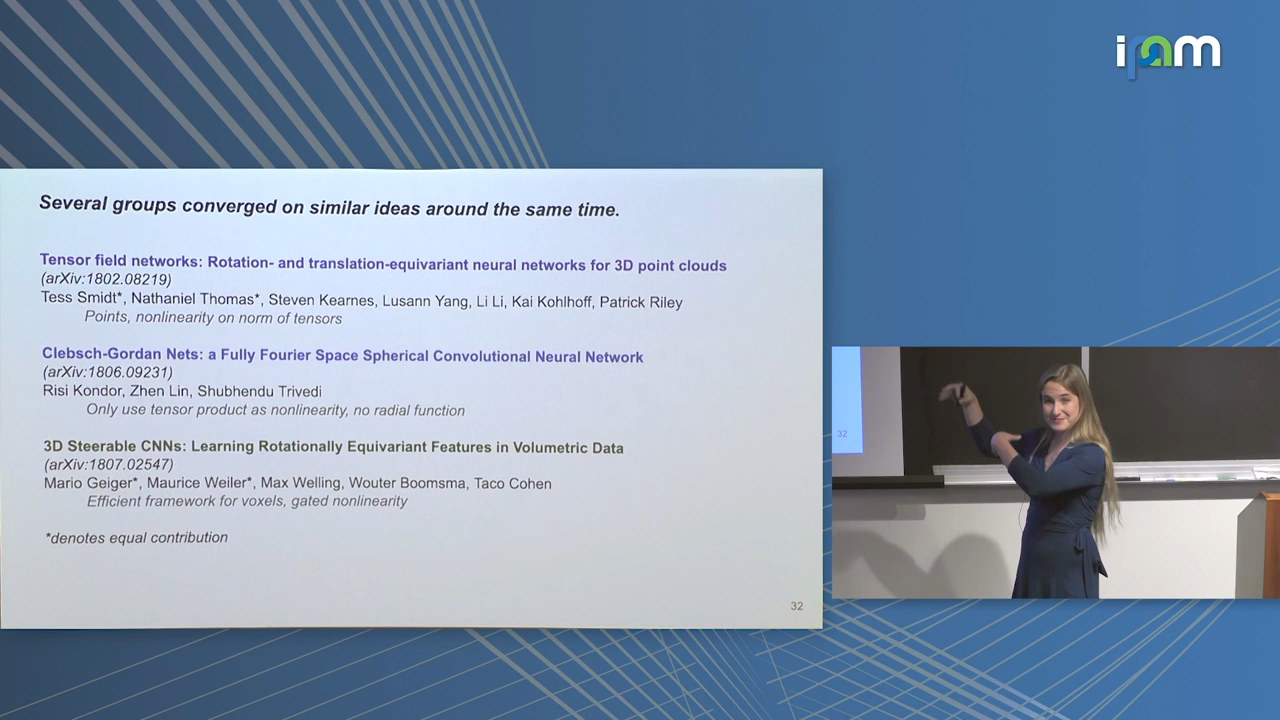 ipam
Several groups converged on similar ideas around the same time.
Tensor field networks: Rotation- and translation-equivariant neural networks for 3D point clouds
(arXiv:1802.08219)
Tess Smidt*, Nathaniel Thomas*, Steven Kearnes, Lusann Yang, Li Li, Kai Kohlhoff, Patrick Riley
Points, nonlinearity on norm of tensors
Clebsch-Gordan Nets: a Fully Fourier Space Spherical Convolutional Neural Network
(arXiv:1806.09231)
Risi Kondor, Zhen Lin, Shubhendu Trivedi
Only use tensor product as nonlinearity, no radial function
3D Steerable CNNs: Learning Rotationally Equivariant Features in Volumetric Data
(arXiv:1807.02547)
Mario Geiger*, Maurice Weiler*, Max Welling, Wouter Boomsma, Taco Cohen
Efficient framework for voxels, gated nonlinearity
*denotes equal contribution
32
32